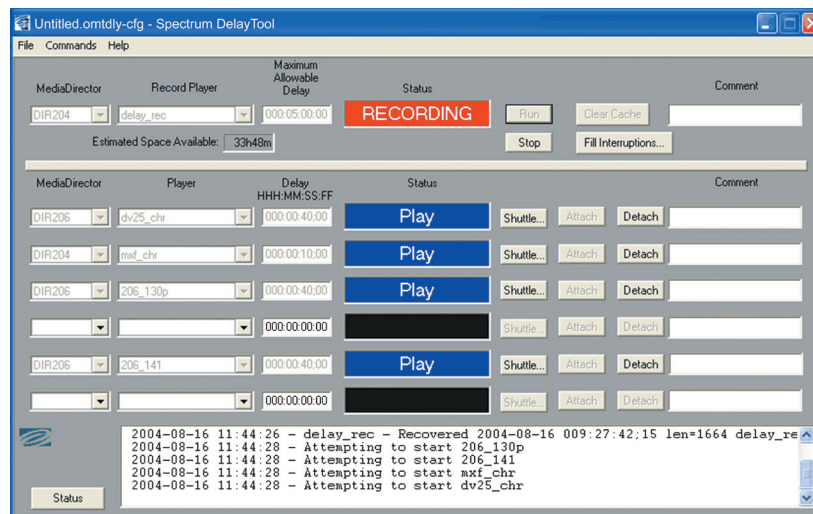 Untitled.omtdly-cfg - Spectrum DelayTool
File Commands Help
MediaDirector Record Player Maximum Allowable Delay Status Comment
DIR204 delay_rec 000:05:00:00 RECORDING Run Clear Cache
Estimated Space Available: 33h48m Stop Fill Interruptions...
MediaDirector Player Delay HHH:MM:SS:FF Status Comment
DIR206 dv25_chr 000:00:40;00 Play Shuttle... Attach Detach
DIR204 mxf_chr 000:00:10;00 Play Shuttle... Attach Detach
DIR206 206_130p 000:00:40;00 Play Shuttle... Attach Detach
000:00:00:00 Shuttle... Attach Detach
DIR206 206_141 000:00:40;00 Play Shuttle... Attach Detach
000:00:00:00 Shuttle... Attach Detach
2004-08-16 11:44:26 - delay_rec - Recovered 2004-08-16 009:27:42;15 len=1664 delay_re
2004-08-16 11:44:28 - Attempting to start 206_130p
2004-08-16 11:44:28 - Attempting to start 206_141
2004-08-16 11:44:28 - Attempting to start mxf_chr
2004-08-16 11:44:28 - Attempting to start dv25_chr
Status